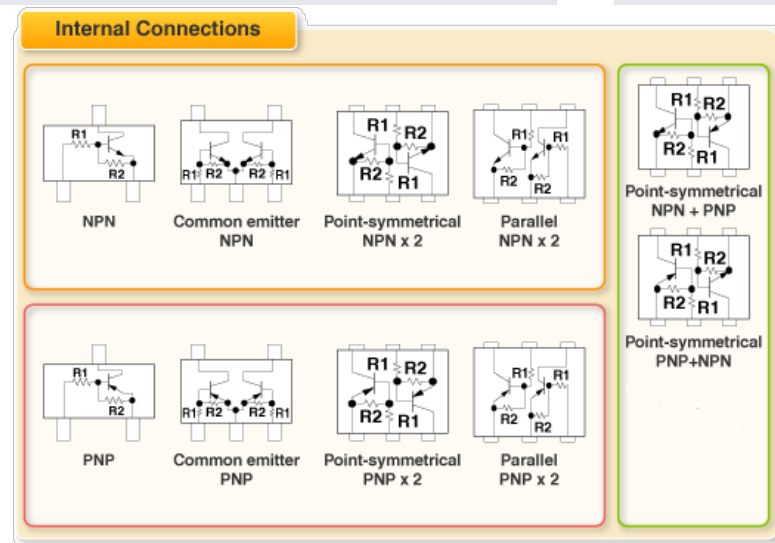 Internal Connections
R1
R2
NPN
R1 R2 R2 R1
Common emitter
NPN
R1 R2
R2 R1
Point-symmetrical
NPN x 2
R1 R1
R2 R2
Parallel
NPN x 2
R1 R2
R2 R1
Point-symmetrical
NPN + PNP
R1 R2
R2 R1
Point-symmetrical
PNP+NPN
R1
R2
PNP
R1 R2 R2 R1
Common emitter
PNP
R1 R2
R2 R1
Point-symmetrical
PNP x 2
R1 R1
R2 R2
Parallel
PNP x 2